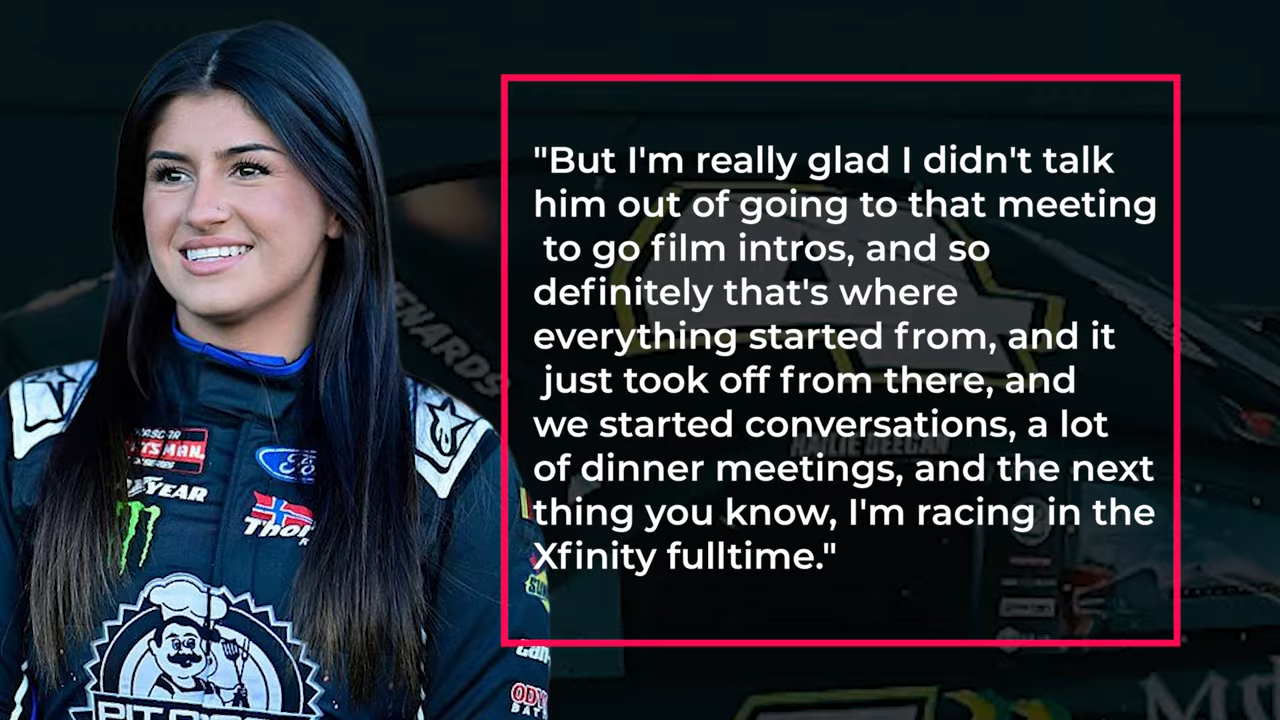 "But I'm really glad I didn't talk
him out of going to that meeting
to go film intros, and so
definitely that's where
everything started from, and it
just took off from there, and
we started conversations, a lot
of dinner meetings, and the next
thing you know, I'm racing in the
Xfinity fulltime."
ENARDS
NASCAR
Ford